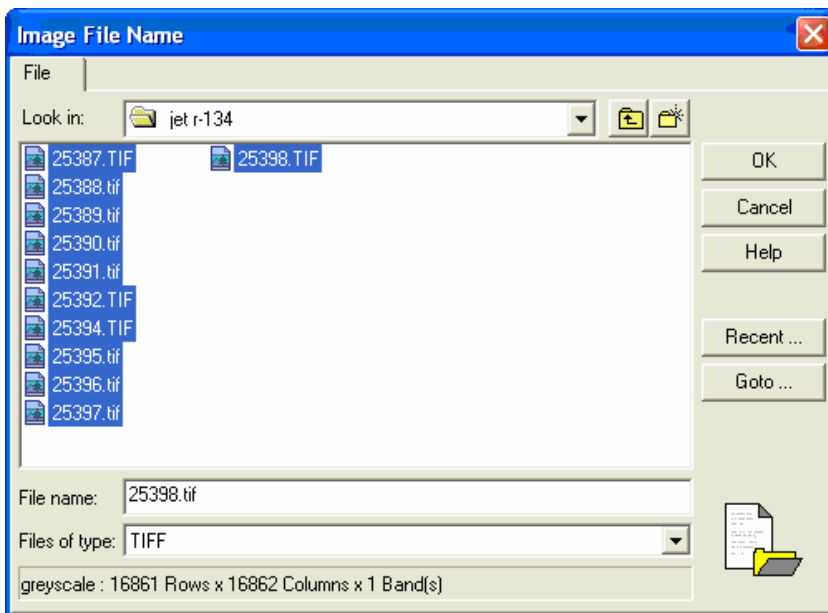 Image File Name
File
Look in:
jet r-134
25387.TIF
25388.tif
25389.tif
25390.tif
25391.tif
25392.TIF
25394.TIF
25395.tif
25396.tif
25397.tif
25398.TIF
OK
Cancel
Help
Recent ...
Goto ...
File name:
25398.tif
Files of type:
TIFF
greyscale : 16861 Rows x 16862 Columns x 1 Band(s)